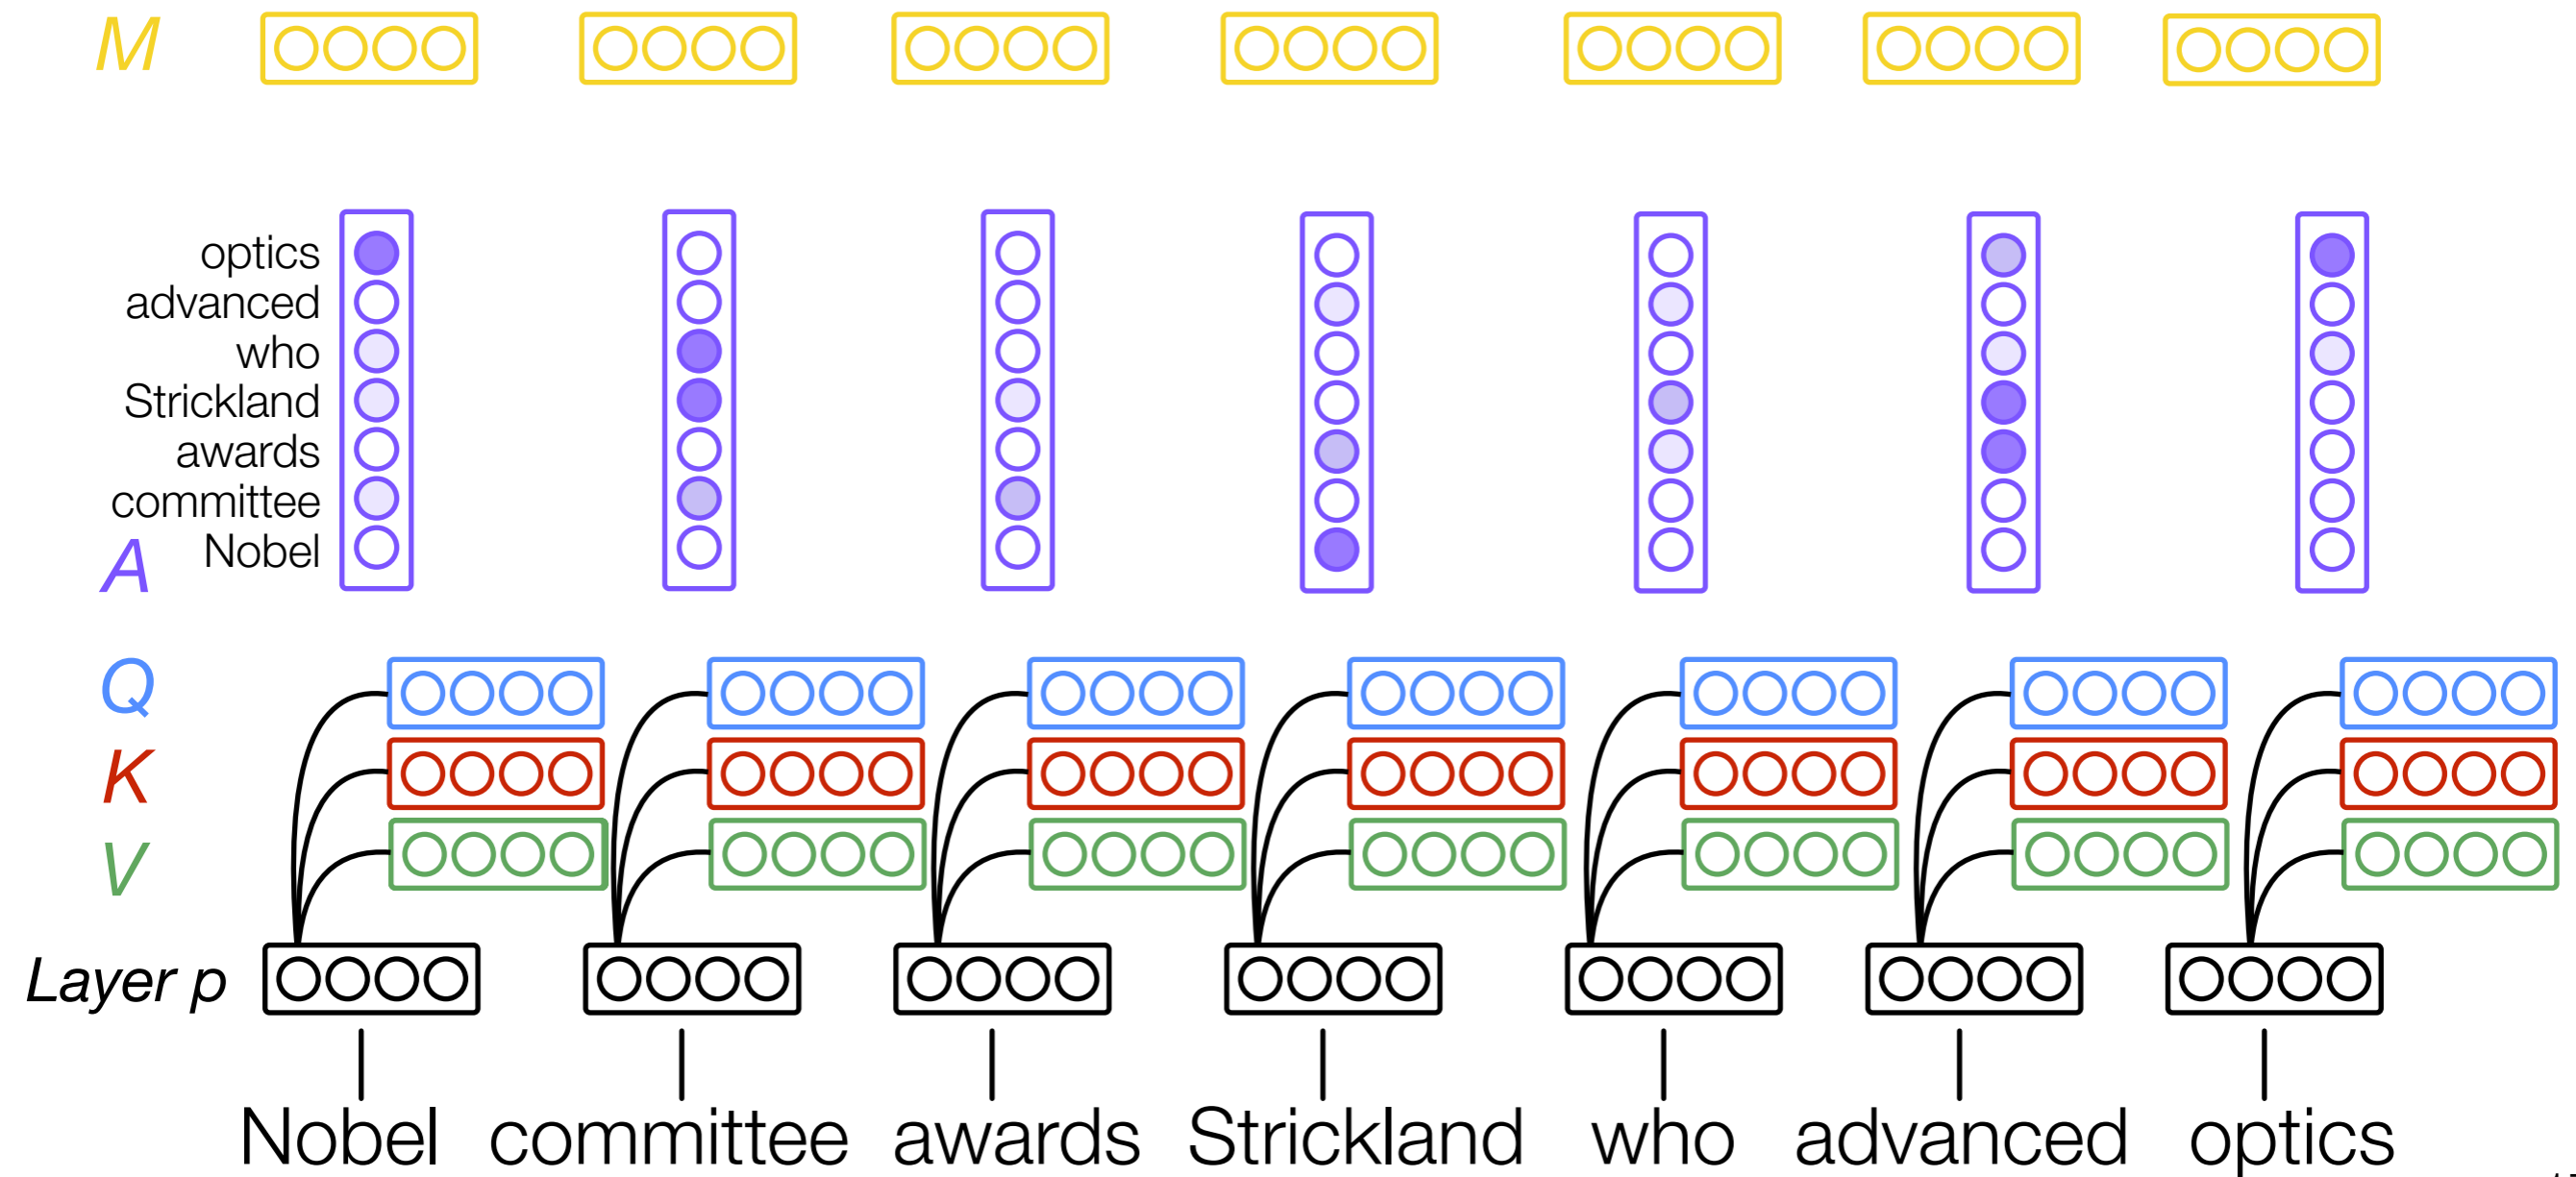 M
optics
advanced
who
Strickland
awards
committee
Nobel
A
Q
K
V
Layer p
Nobel committee awards Strickland who advanced optics